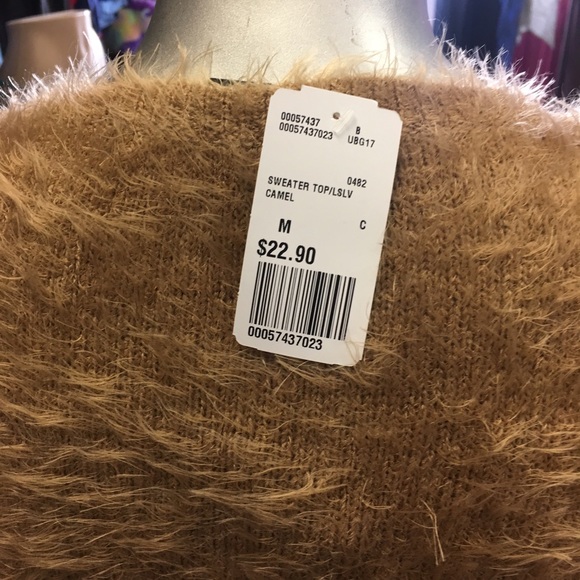 00057437 8
00057437023 UBG17
0482
SWEATER TOP/LSLV
CAMEL
M C
$22.90
00057437023